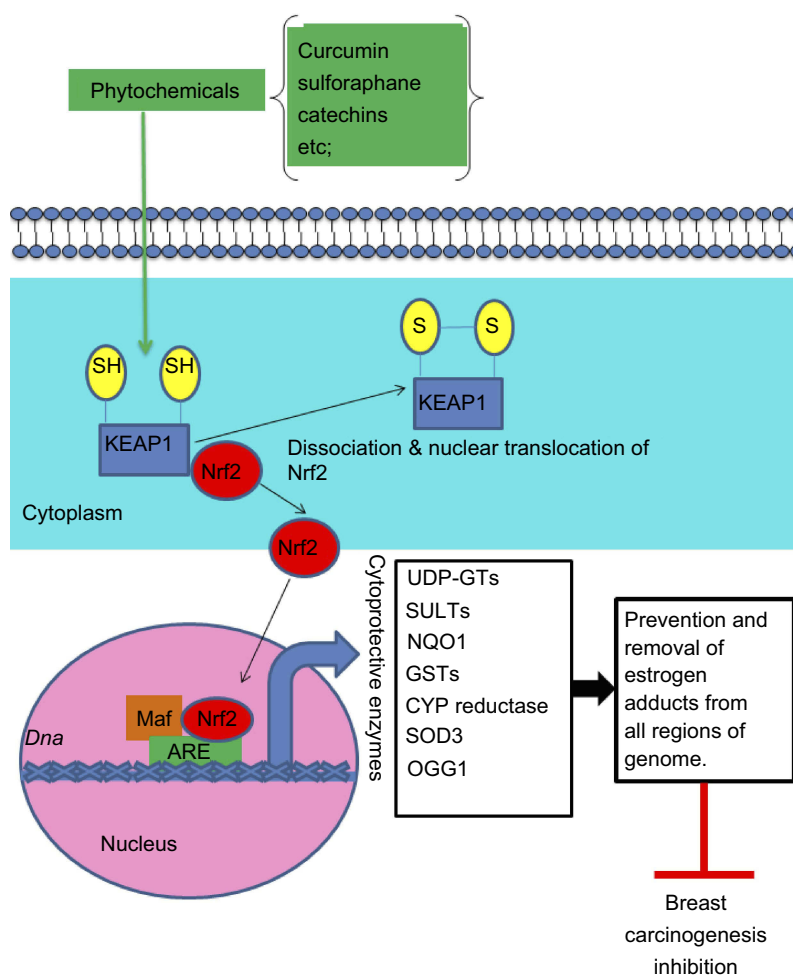 Phytochemicals
Curcumin
sulforaphane
catechins
etc;
SH
SH
KEAP1
Nrf2
S
S
KEAP1
Dissociation & nuclear translocation of
Nrf2
Cytoplasm
Nrf2
Cytoprotective enzymes
UDP-GTs
SULTs
NQO1
GSTs
CYP reductase
SOD3
OGG1
Prevention and
removal of
estrogen
adducts from
all regions of
genome.
Maf
Nrf2
ARE
Dna
Nucleus
Breast
carcinogenesis
inhibition